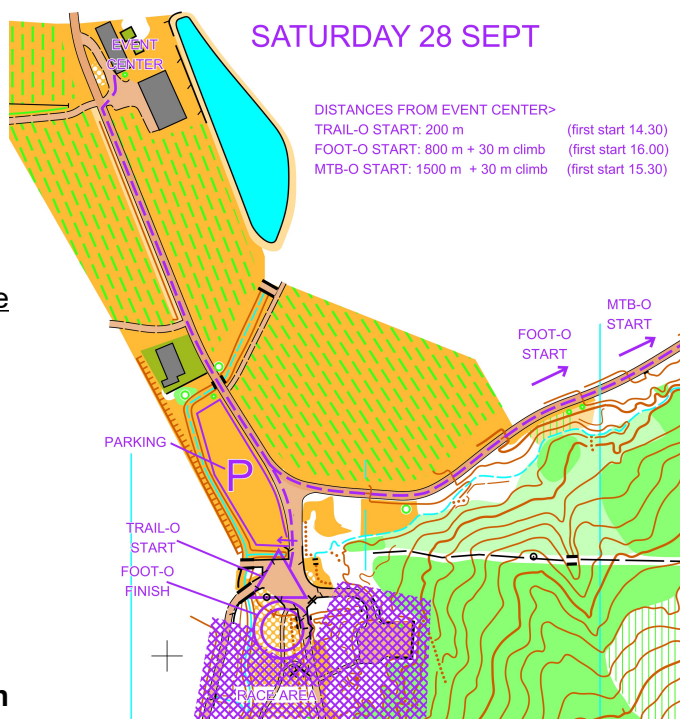 SATURDAY 28 SEPT
EVENT
CENTER
DISTANCES FROM EVENT CENTER>
TRAIL-O START: 200 m (first start 14.30)
FOOT-O START: 800 m + 30 m climb (first start 16.00)
MTB-O START: 1500 m + 30 m climb (first start 15.30)
e
MTB-O
START
FOOT-O
START
PARKING
P
TRAIL-O
START
FOOT-O
FINISH
RACE AREA
n